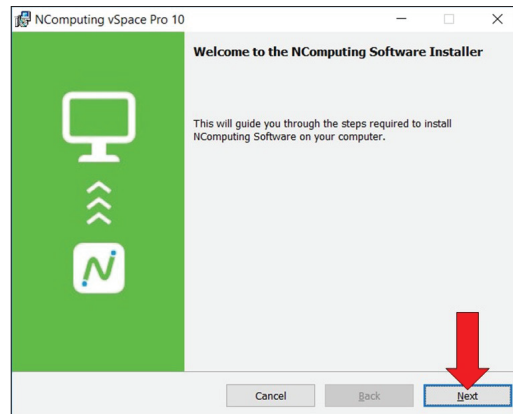 NComputing vSpace Pro 10
Welcome to the NComputing Software Installer
This will guide you through the steps required to install
NComputing Software on your computer.
Cancel
Back
Next